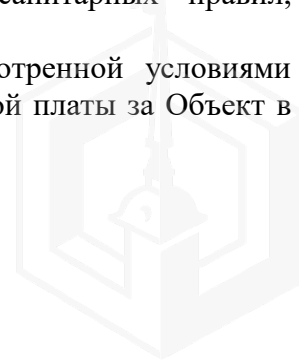 санитарных правил,
отренной условиями
ой платы за Объект в